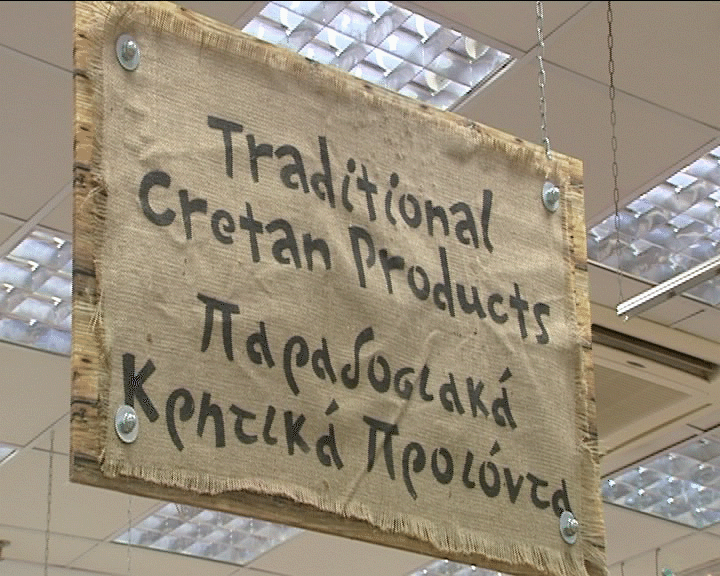 Traditional
Cretan Products
Παραδοσιακά
Κρητικά Προιόντα